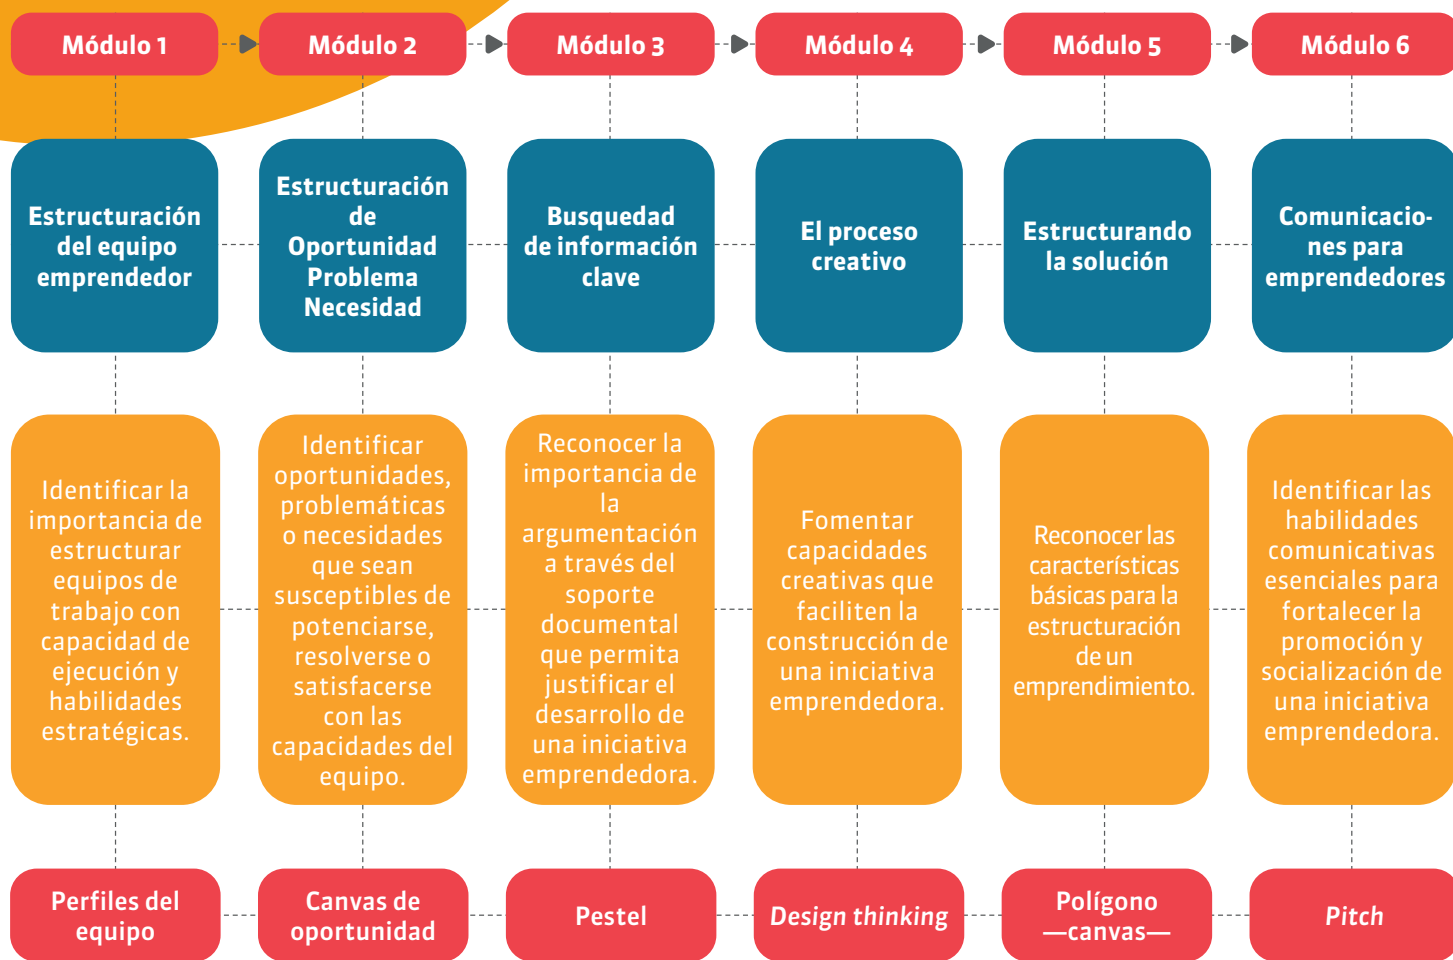 Módulo 1
Módulo 2
Módulo 3
Módulo 4
Módulo 5
Módulo 6
Estructuración
del equipo
emprendedor
Estructuración
de
Oportunidad
Problema
Necesidad
Busquedad
de información
clave
El proceso
creativo
Estructurando
la solución
Comunicacio-
nes para
emprendedores
Identificar la
importancia de
estructurar
equipos de
trabajo con
capacidad de
ejecución y
habilidades
estratégicas.
Identificar
oportunidades,
problemáticas
o necesidades
que sean
susceptibles de
potenciarse,
resolverse o
satisfacerse
con las
capacidades del
equipo.
Reconocer la
importancia de
la
argumentación
a través del
soporte
documental
que permita
justificar el
desarrollo de
una iniciativa
emprendedora.
Fomentar
capacidades
creativas que
faciliten la
construcción de
una iniciativa
emprendedora.
Reconocer las
características
básicas para la
estructuración
de un
emprendimiento.
Identificar las
habilidades
comunicativas
esenciales para
fortalecer la
promoción y
socialización de
una iniciativa
emprendedora.
Perfiles del
equipo
Canvas de
oportunidad
Pestel
Design thinking
Polígono
—canvas—
Pitch